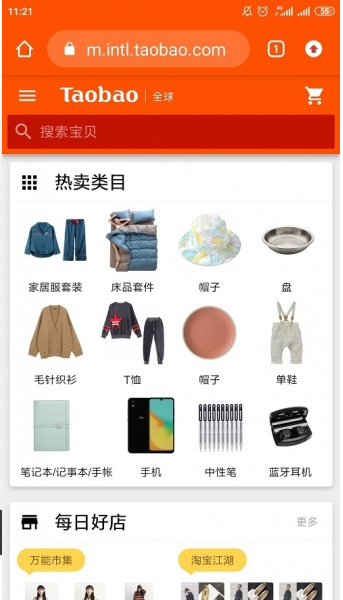 11:21
4G
55
m.intl.taobao.com
1
Taobao 全球
搜索宝贝
热卖类目
家居服套装 床品套件 帽子 盘
毛针织衫 T恤 帽子 单鞋
笔记本/记事本/手帐 手机 中性笔 蓝牙耳机
每日好店 更多
万能市集 淘宝江湖